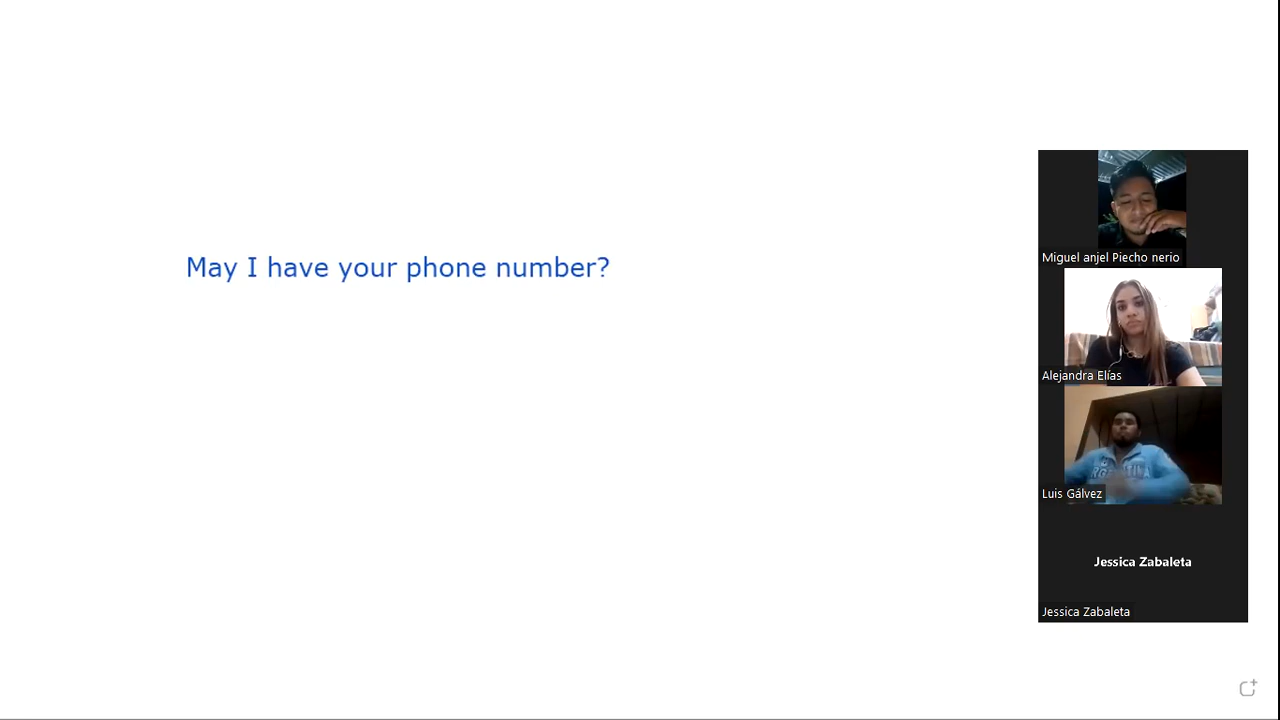 May I have your phone number?
Miguel anjel Piecho nerio
Alejandra Elías
Luis Gálvez
Jessica Zabaleta
Jessica Zabaleta